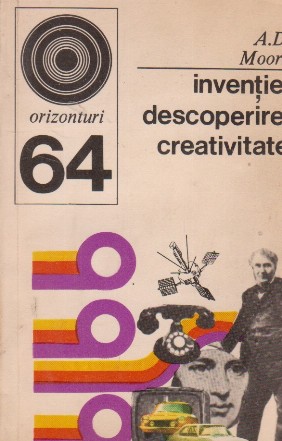 A.D
Moor
invenție
descoperire
creativitate
orizonturi
64